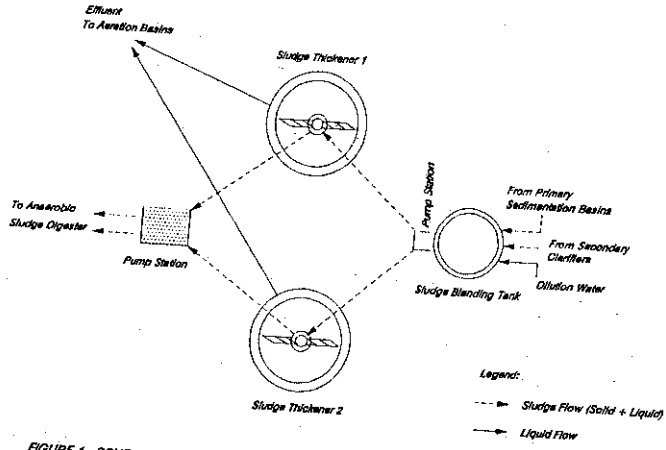 Effluent
To Aeration Basins
Sludge Thickener 1
Pump Station
From Primary
Sedimentation Basins
From Secondary
Clarifiers
Dilution Water
Sludge Blending Tank
To Anaerobic
Sludge Digester
Pump Station
Sludge Thickener 2
Legend:
Sludge Flow (Solid + Liquid)
Liquid Flow
FIGURE 1